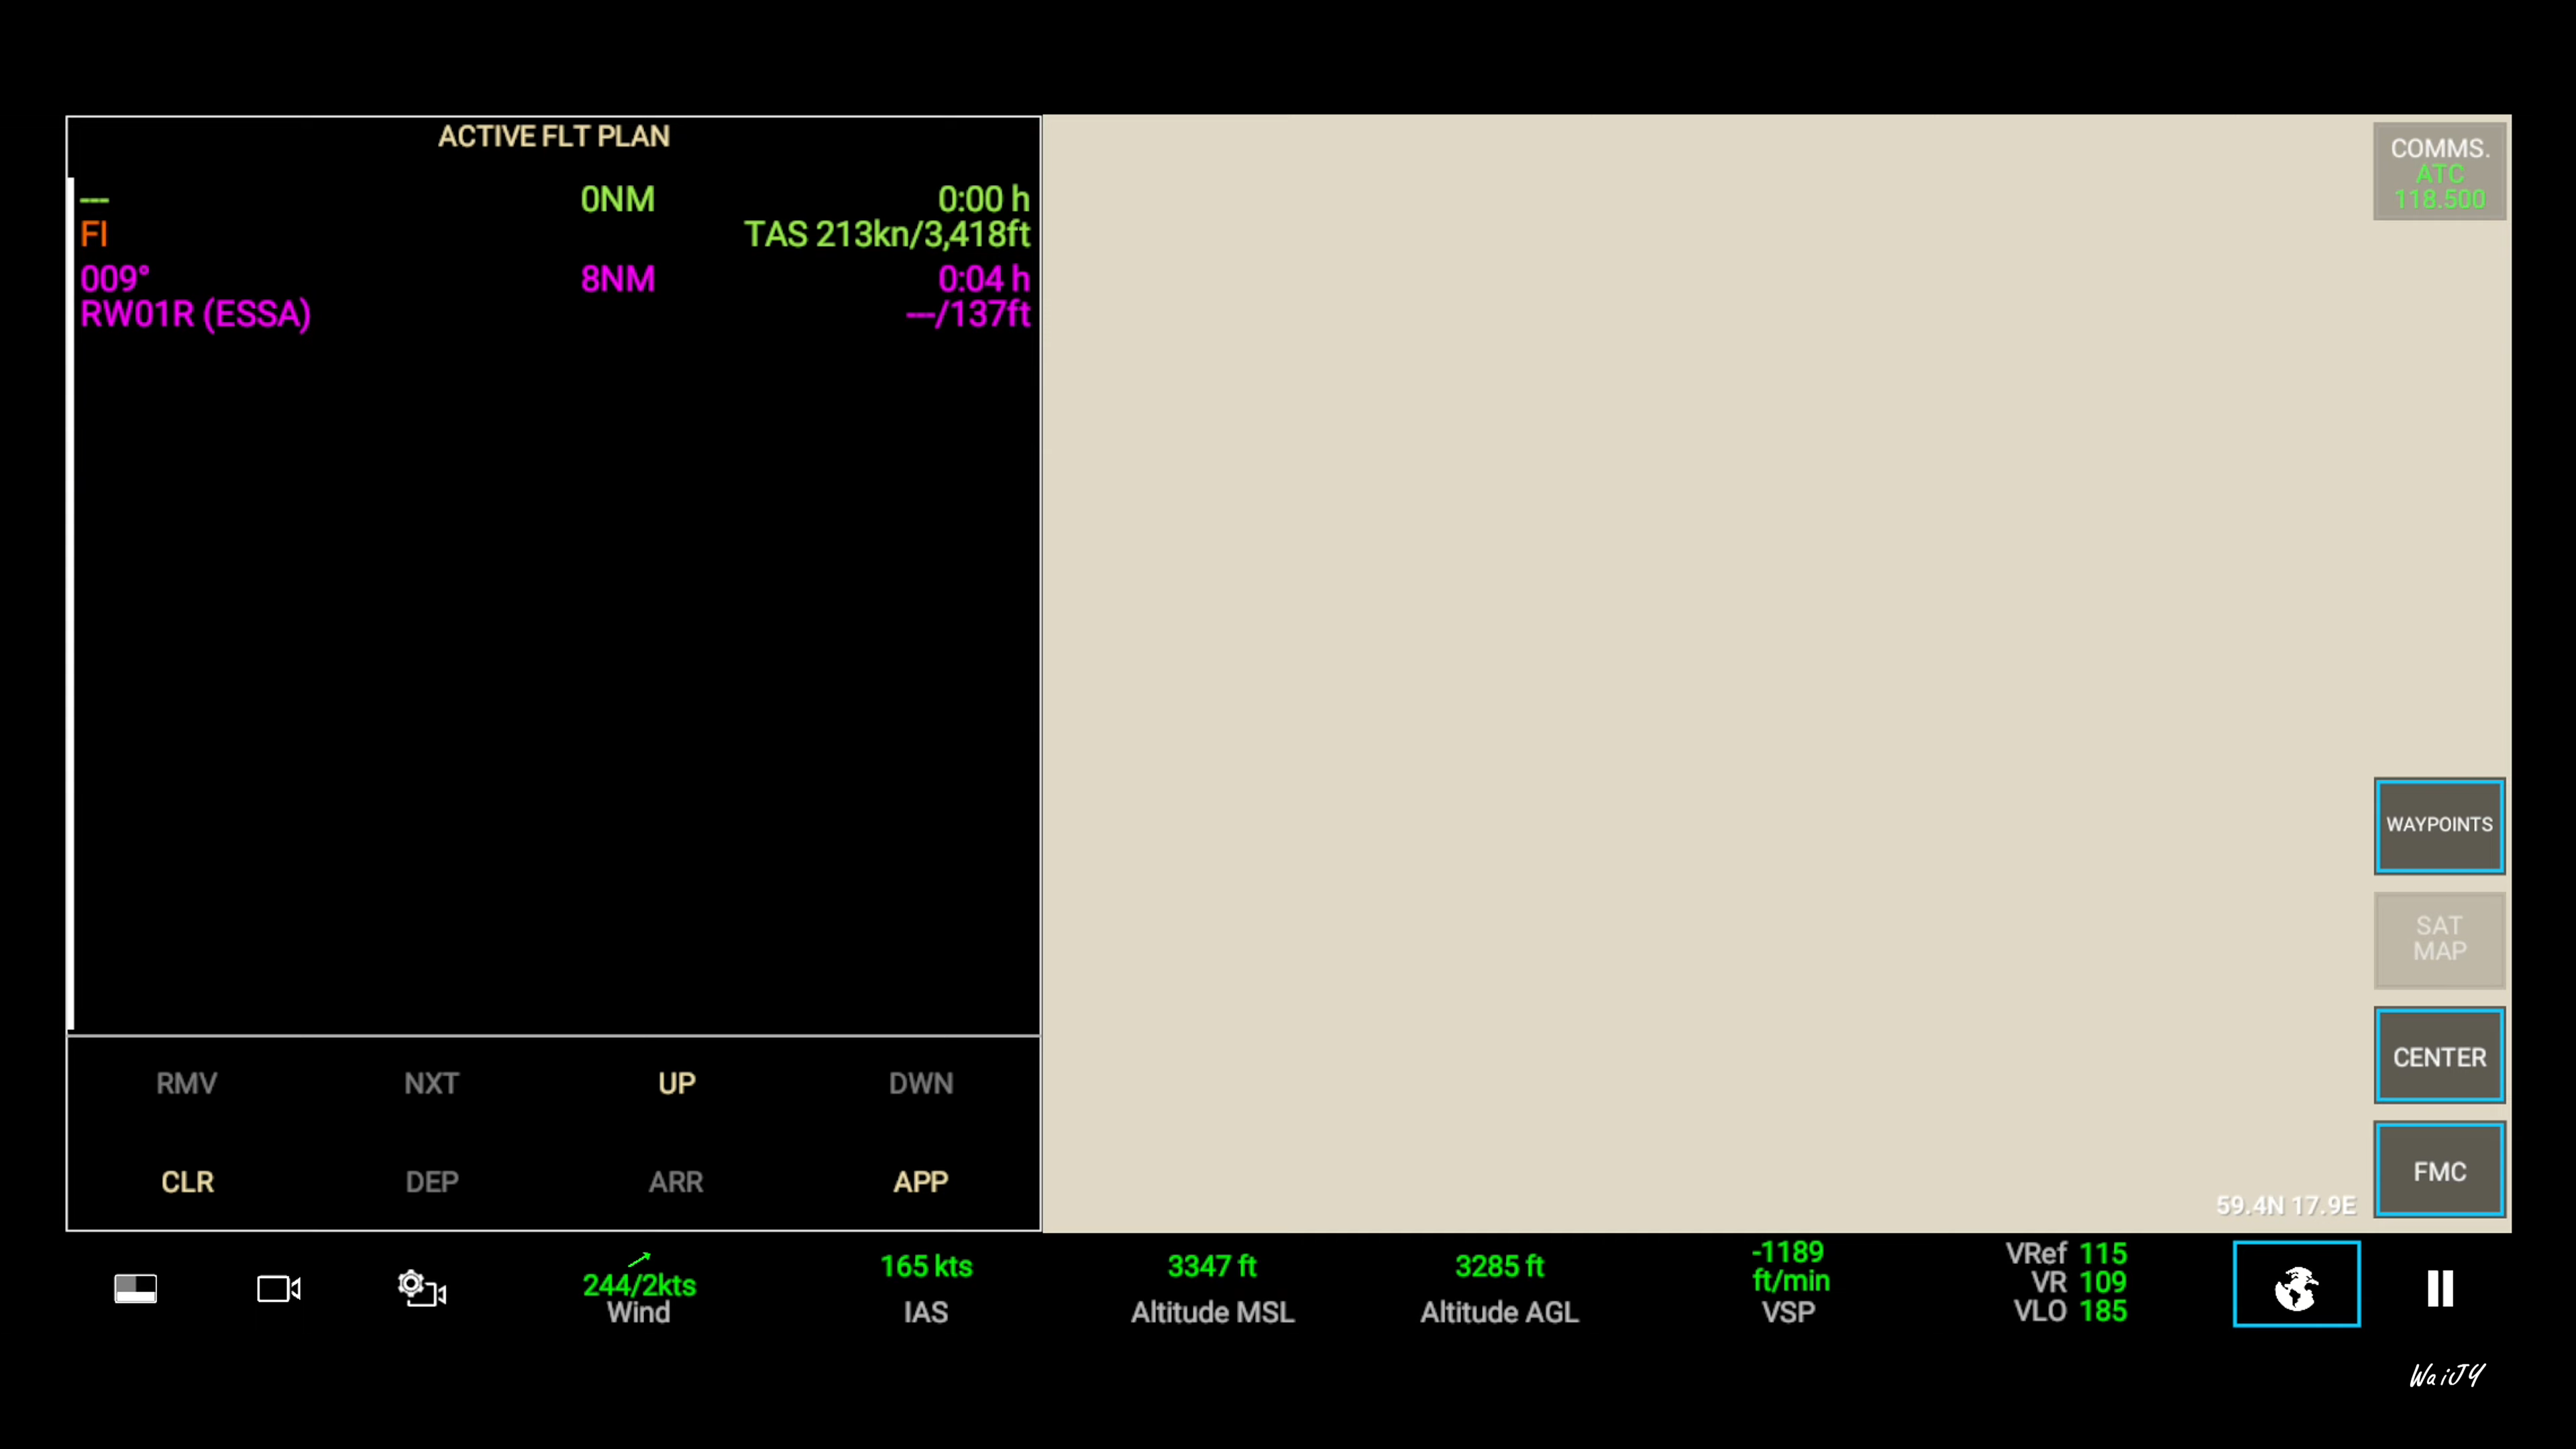 ACTIVE FLT PLAN
--- 0NM 0:00 h
FI TAS 213kn/3,418ft
009° 8NM 0:04 h
RW01R (ESSA) ---/137ft
RMV NXT UP DWN
CLR DEP ARR APP
COMMS.
ATC
118.500
WAYPOINTS
SAT
MAP
CENTER
FMC
59.4N 17.9E
244/2kts
Wind
165 kts
IAS
3347 ft
Altitude MSL
3285 ft
Altitude AGL
-1189
ft/min
VSP
VRef 115
VR 109
VLO 185
WaiJY